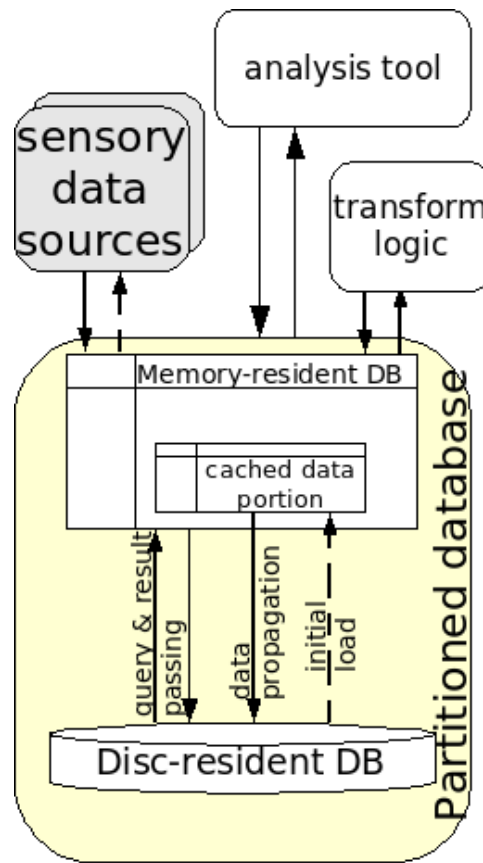 analysis tool
sensory
data
sources
transform
logic
Memory-resident DB
cached data
portion
query & result
passing
data
propagation
initial
load
Disc-resident DB
Partitioned database